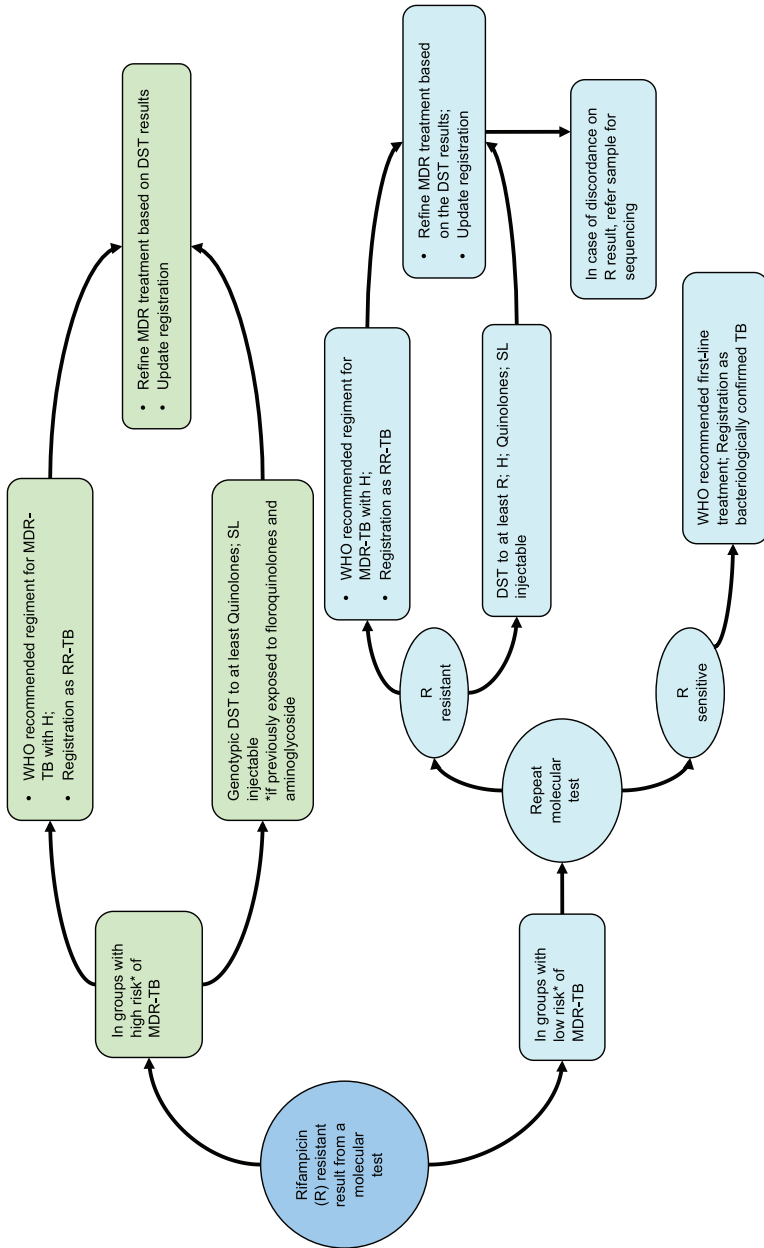 Rifampicin
(R) resistant
result from a
molecular
test
In groups with
high risk* of
MDR-TB
• WHO recommended regiment for MDR-
TB with H;
• Registration as RR-TB
Genotypic DST to at least Quinolones; SL
injectable
*if previously exposed to floroquinolones and
aminoglycoside
• Refine MDR treatment based on DST results
• Update registration
In groups with
low risk* of
MDR-TB
Repeat
molecular
test
R
resistant
• WHO recommended regiment for
MDR-TB with H;
• Registration as RR-TB
DST to at least R; H; Quinolones; SL
injectable
• Refine MDR treatment based
on the DST results;
• Update registration
In case of discordance on
R result, refer sample for
sequencing
R
sensitive
WHO recommended first-line
treatment; Registration as
bacteriologically confirmed TB